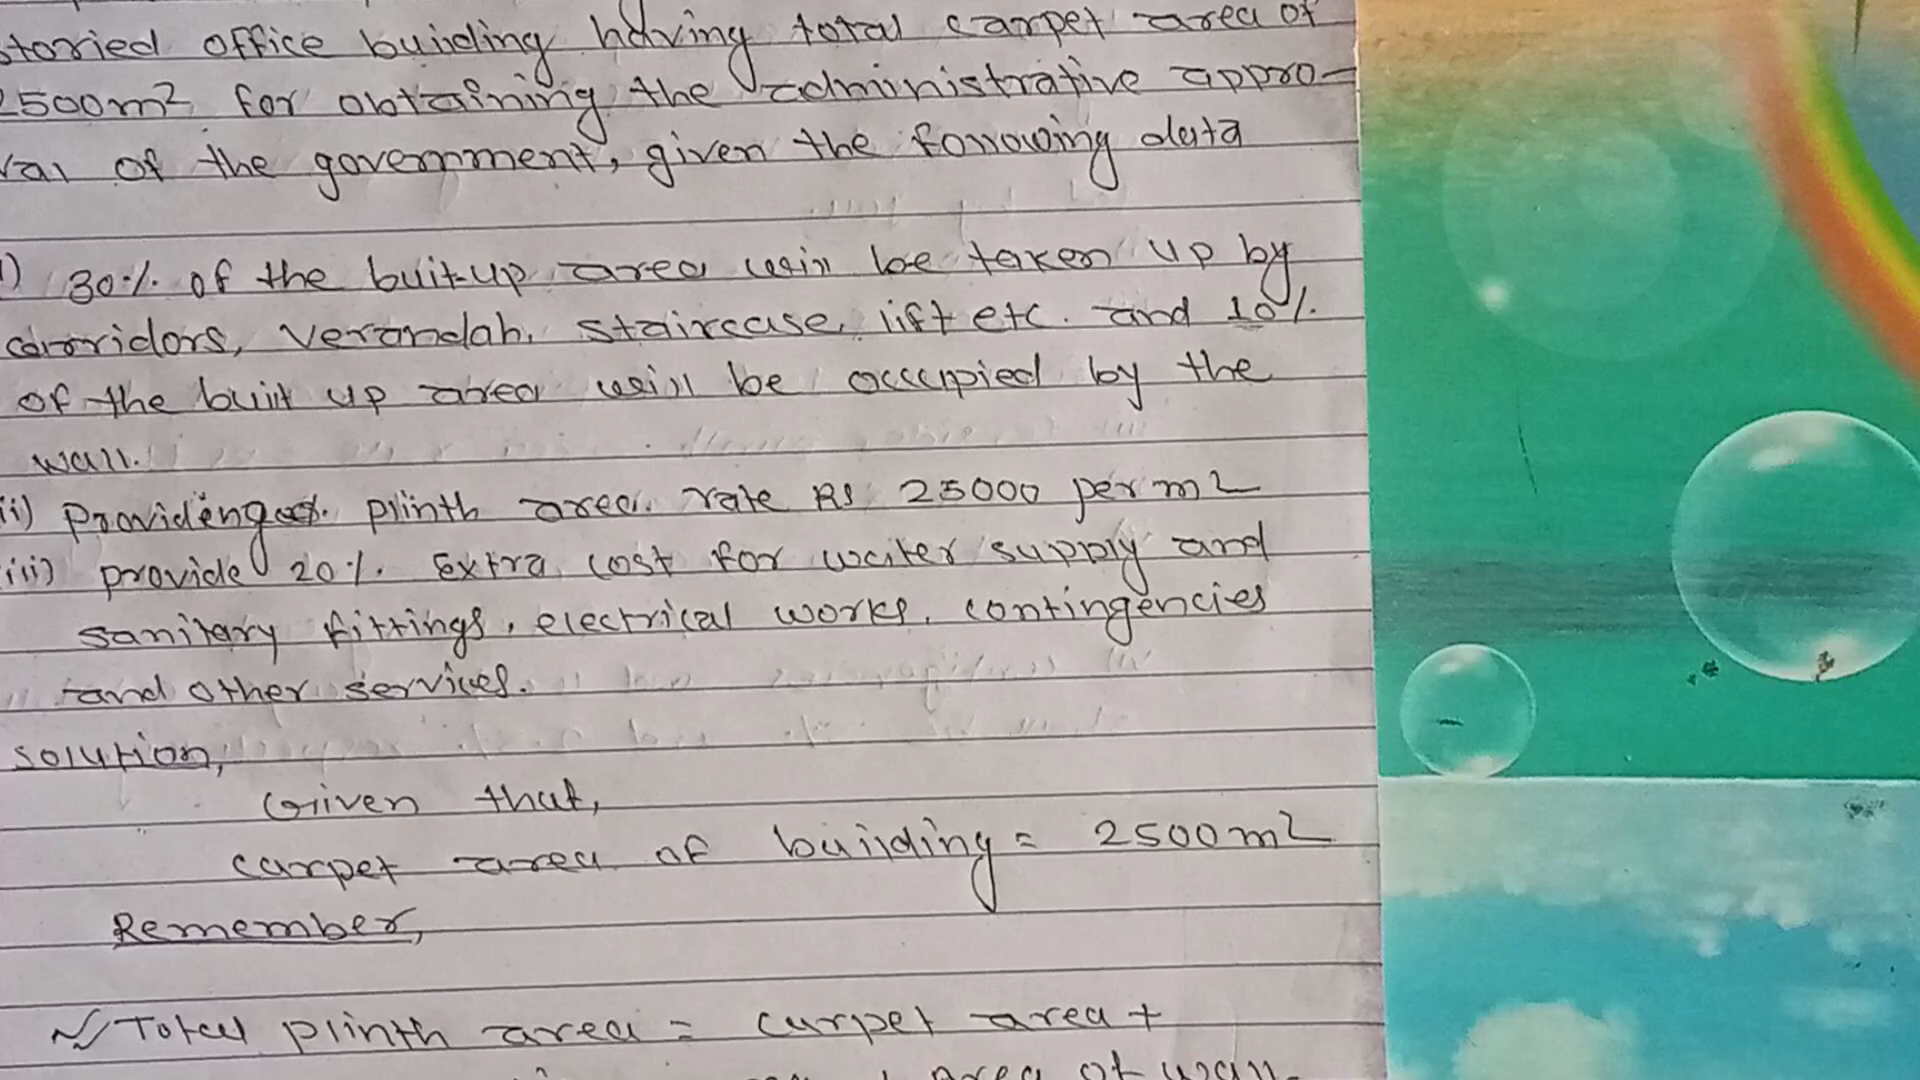 storied office building having total carpet area of
2500m² for obtaining the administrative appro-
val of the government, given the following data
i) 30% of the built-up area will be taken up by
corridors, verandah, staircase, lift etc. and 10%
of the built up area will be occupied by the
wall.
ii) Providing plinth area rate RS 25000 per m2
iii) provide 20% Extra cost for water supply and
sanitary fittings, electrical works, contingencies
and other services.
solution,
Given that,
carpet area of building = 2500m2
Remember,
Total plinth area = carpet area +
Area of wall.